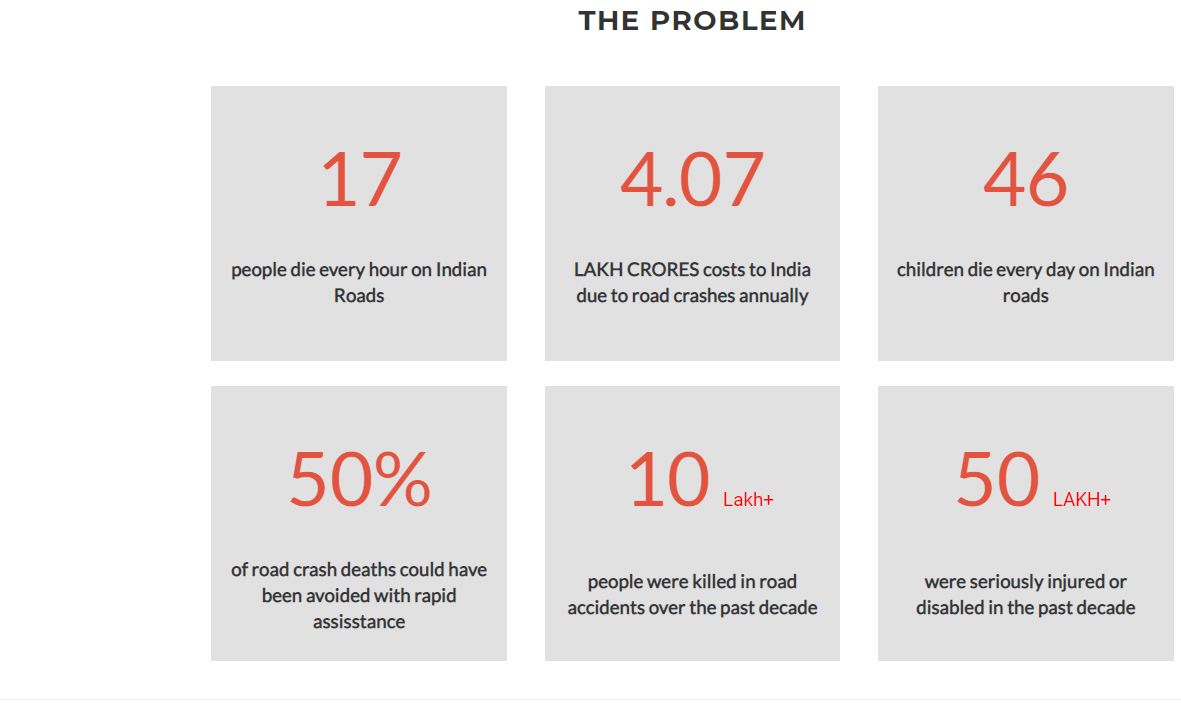 THE PROBLEM
17
people die every hour on Indian
Roads
4.07
LAKH CRORES costs to India
due to road crashes annually
46
children die every day on Indian
roads
50%
of road crash deaths could have
been avoided with rapid
assisstance
10 Lakh+
people were killed in road
accidents over the past decade
50 LAKH+
were seriously injured or
disabled in the past decade